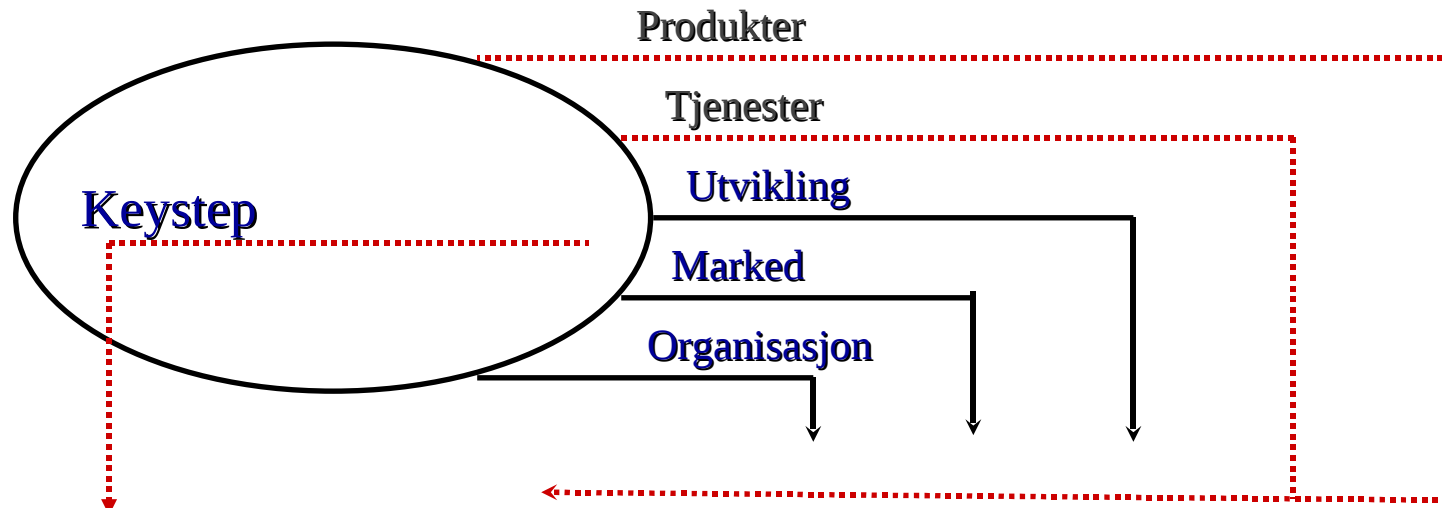 Produkter
Tjenester
Utvikling
Keystep
Marked
Organisasjon